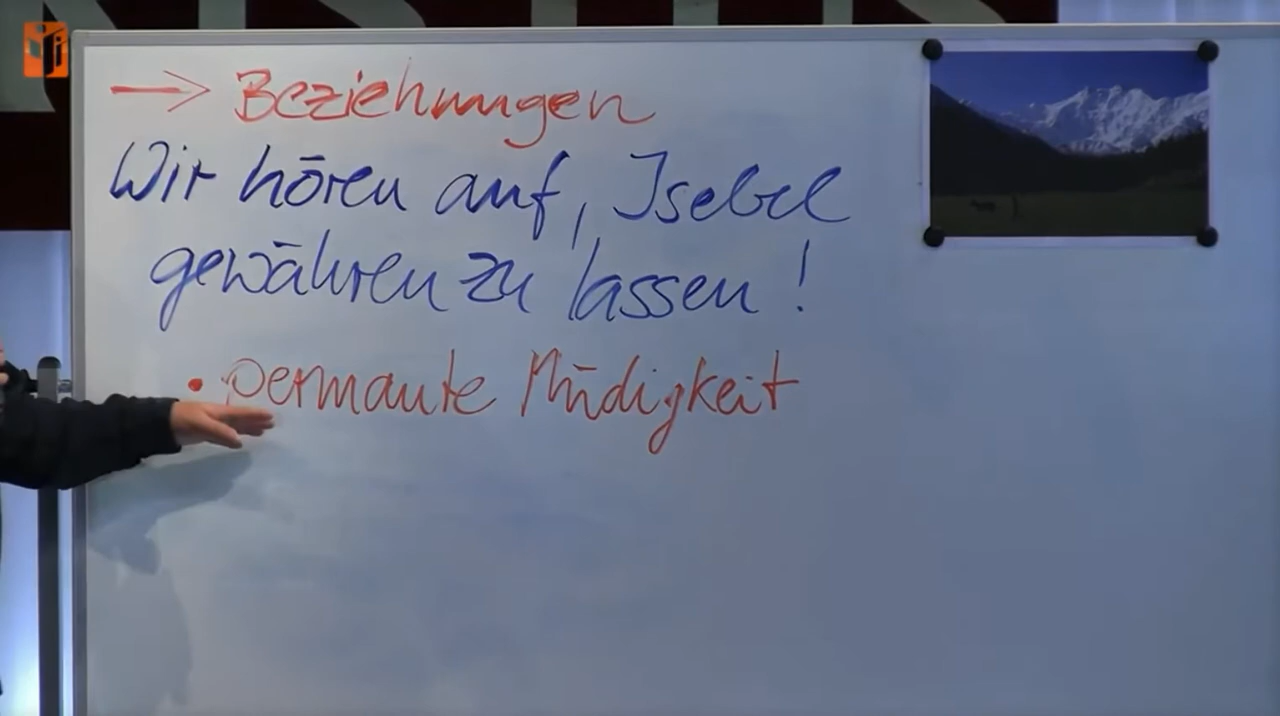 → Beziehungen
Wir hören auf, Isebel
gewähren zu lassen!
• permante Müdigkeit